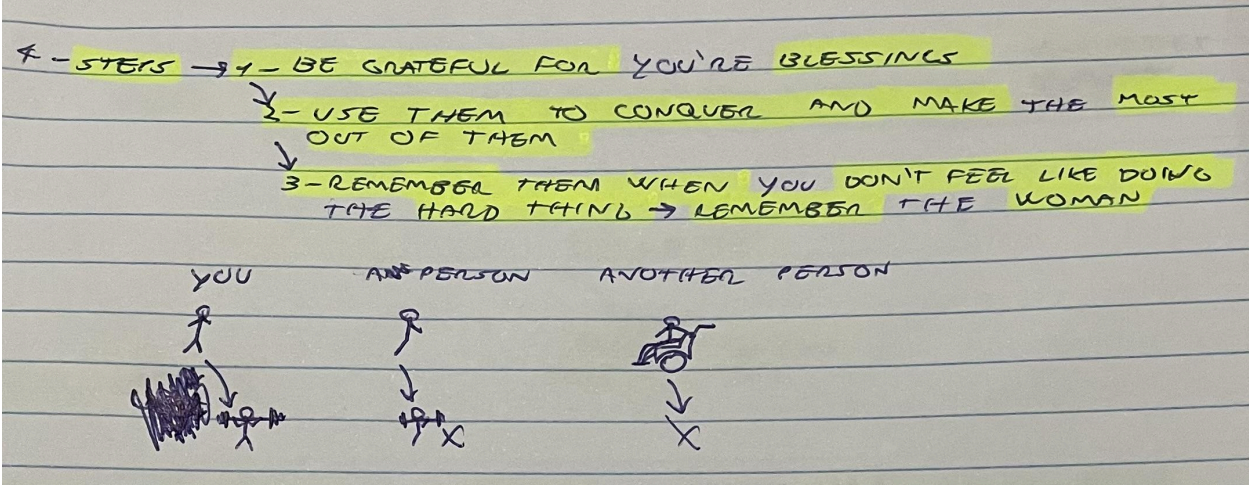 4 - STEPS → 1 - BE GRATEFUL FOR YOU'RE BLESSINGS
2 - USE THEM TO CONQUER AND MAKE THE MOST
OUT OF THEM
3 - REMEMBER THEM WHEN YOU DON'T FEEL LIKE DOING
THE HARD THING → REMEMBER THE WOMAN
YOU PERSON ANOTHER PERSON
X X